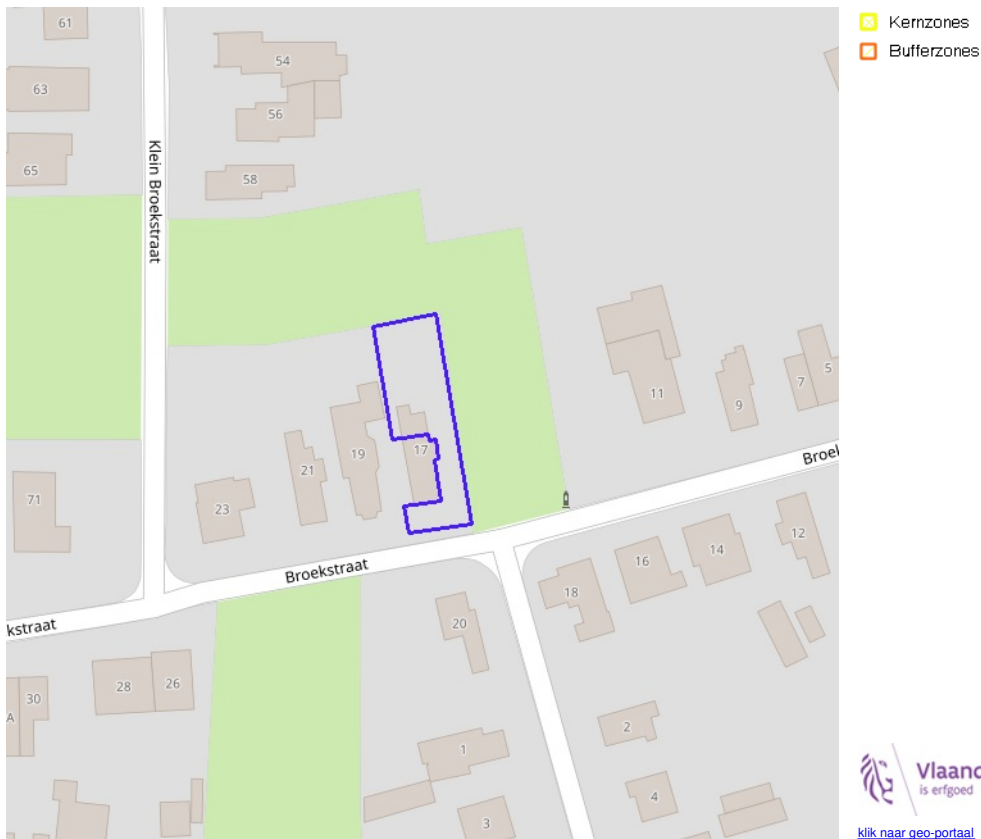 61
Kernzones
Bufferzones
54
63
56
Klein Broekstraat
65
58
11
5
7
9
17
19
21
71
23
Broek
12
14
16
Broekstraat
18
kstraat
20
28
26
30
A
2
1
4
3
Vlaand
is erfgoed
klik naar geo-portaal